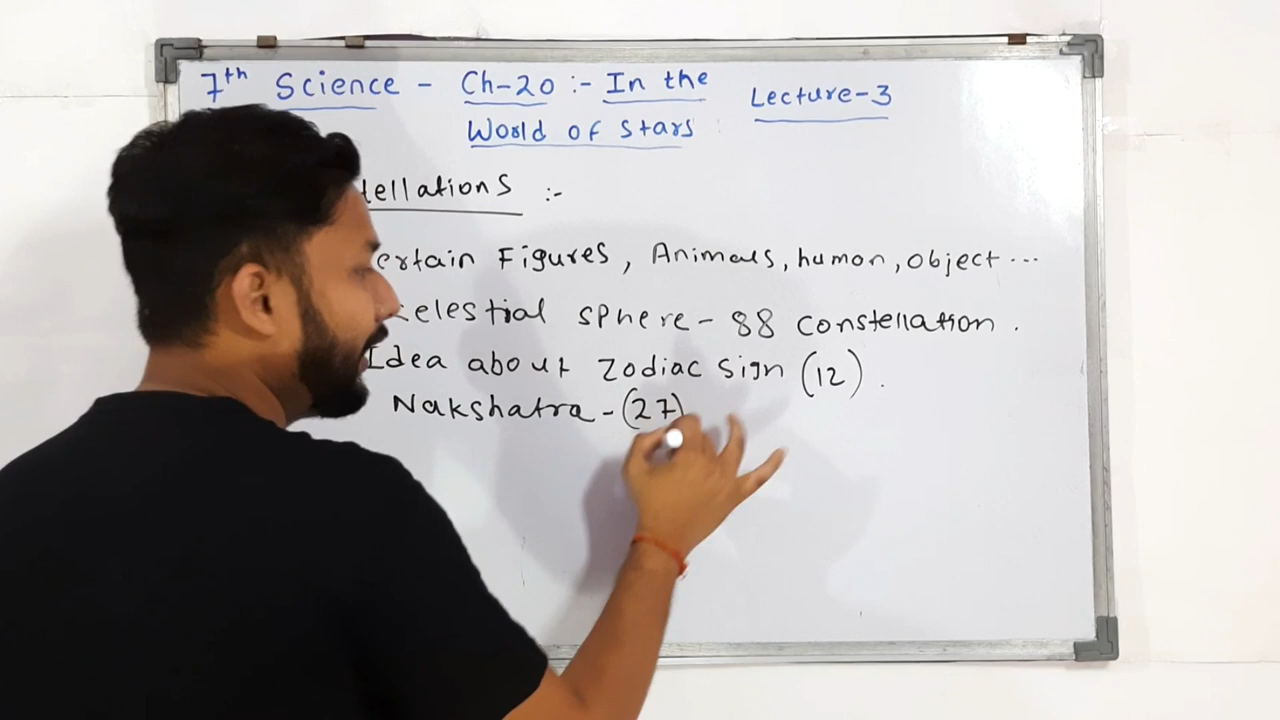 7th Science - Ch-20 :- In the
World of Stars
Lecture-3
tellations :-
ertain Figures, Animals, human, object...
celestial sphere - 88 constellation.
Idea about Zodiac sign (12).
Nakshatra - (27)